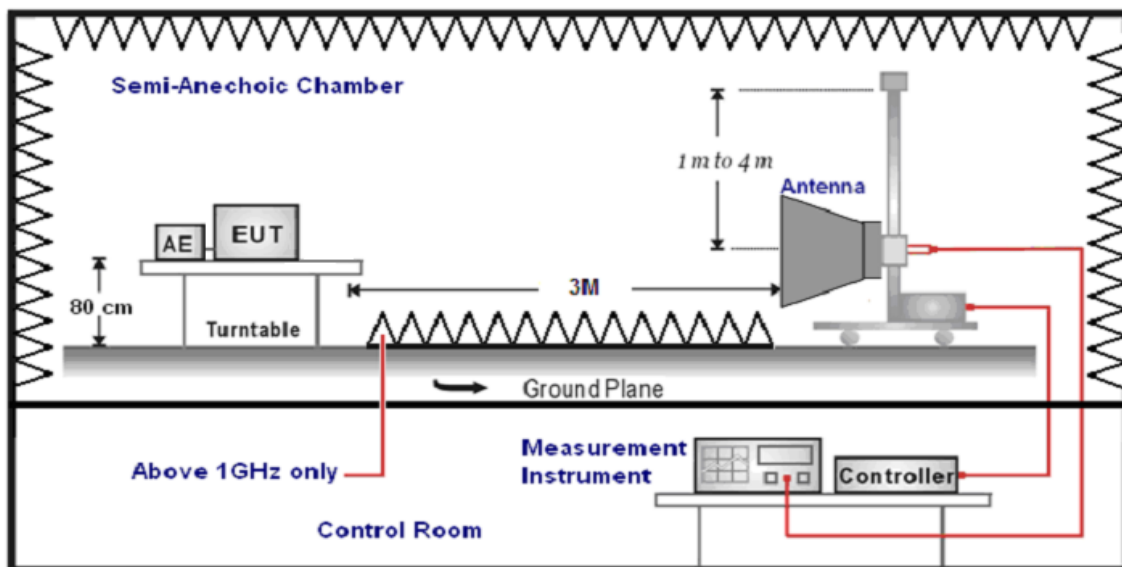 Semi-Anechoic Chamber
1 m to 4 m
Antenna
AE
EUT
80 cm
3M
Turntable
Ground Plane
Above 1GHz only
Measurement
Instrument
Controller
Control Room